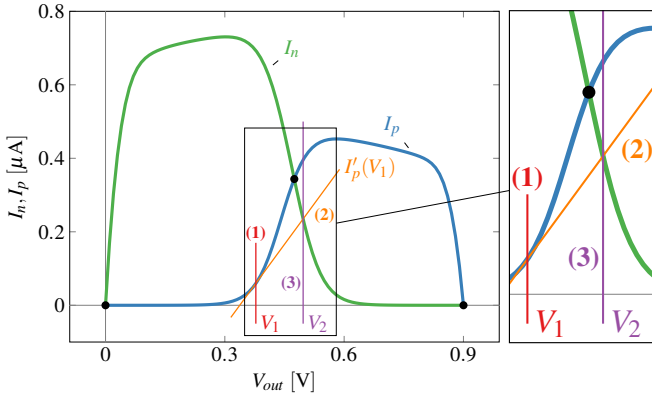 0.8
0.6
0.4
0.2
0
I_n, I_p [µA]
I_n
I_p
I'_p(V_1)
(1)
(2)
(3)
V_1
V_2
0
0.3
0.6
0.9
V_out [V]
(1)
(2)
(3)
V_1
V_2